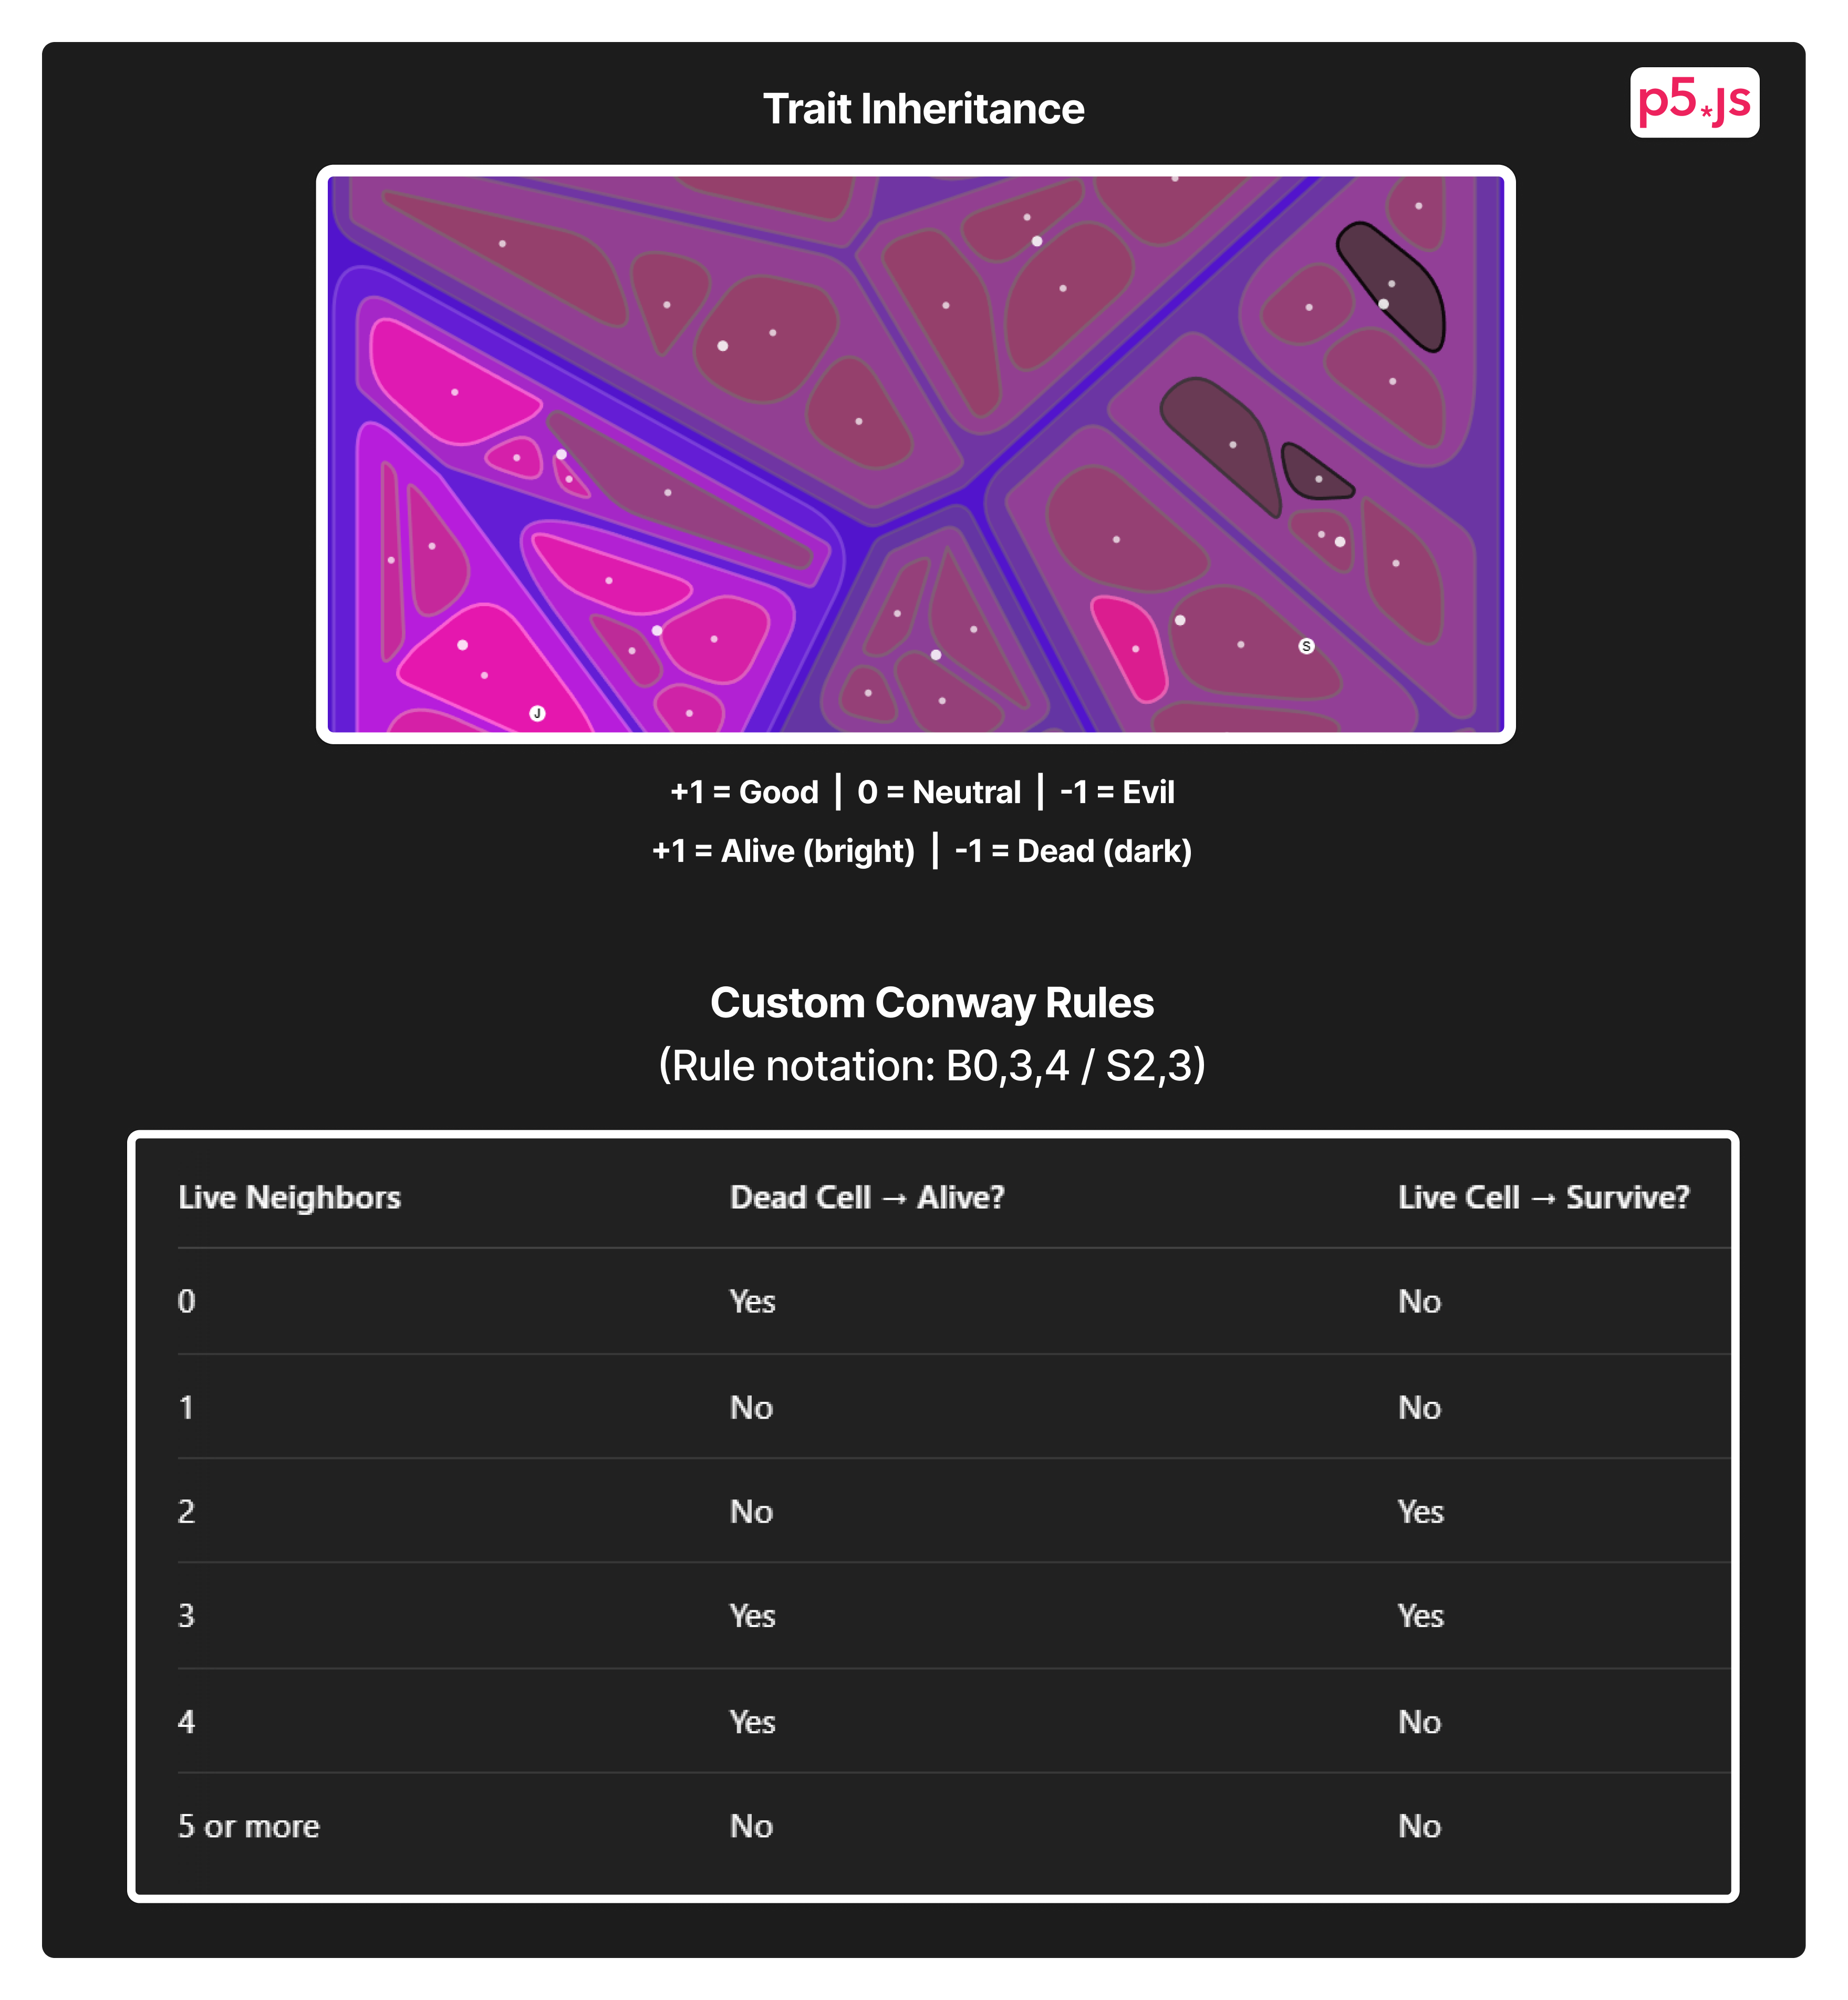 Trait Inheritance
p5*js
J
S
+1 = Good | 0 = Neutral | -1 = Evil
+1 = Alive (bright) | -1 = Dead (dark)
Custom Conway Rules
(Rule notation: B0,3,4 / S2,3)
Live Neighbors Dead Cell → Alive? Live Cell → Survive?
0 Yes No
1 No No
2 No Yes
3 Yes Yes
4 Yes No
5 or more No No